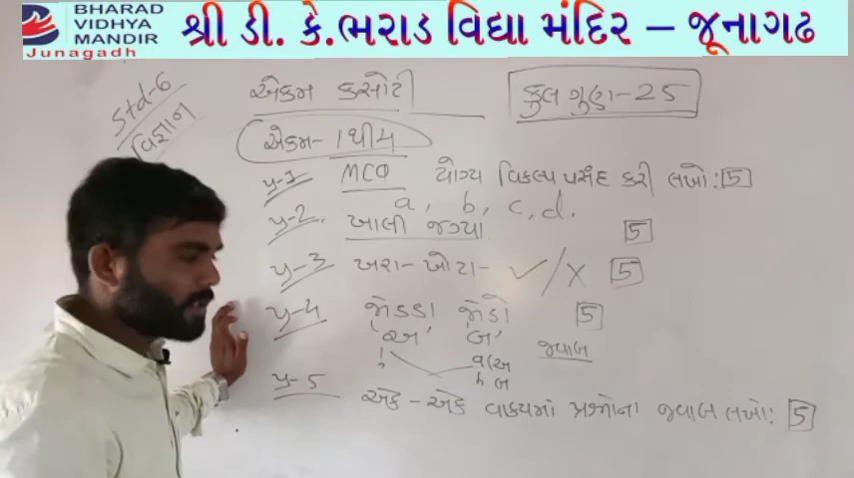 BHARAD
VIDHYA
MANDIR
Junagadh
શ્રી ડી. કે.ભરાડ વિદ્યા મંદિર – જૂનાગઢ
Std-6
વિજ્ઞાન
એકમ કસોટી
કુલ ગુણ-25
એકમ- 1થી4
પ્ર-1 MCQ યોગ્ય વિકલ્પ પસંદ કરી લખો: 5
a, b, c, d.
પ્ર-2. ખાલી જગ્યા 5
પ્ર-3 ખરા-ખોટા- ✓/X 5
પ્ર-4 જોડકા જોડો 5
'અ' 'બ' જવાબ
પ્ર-5 એક-એક વાક્યમાં પ્રશ્નોના જવાબ લખો: 5